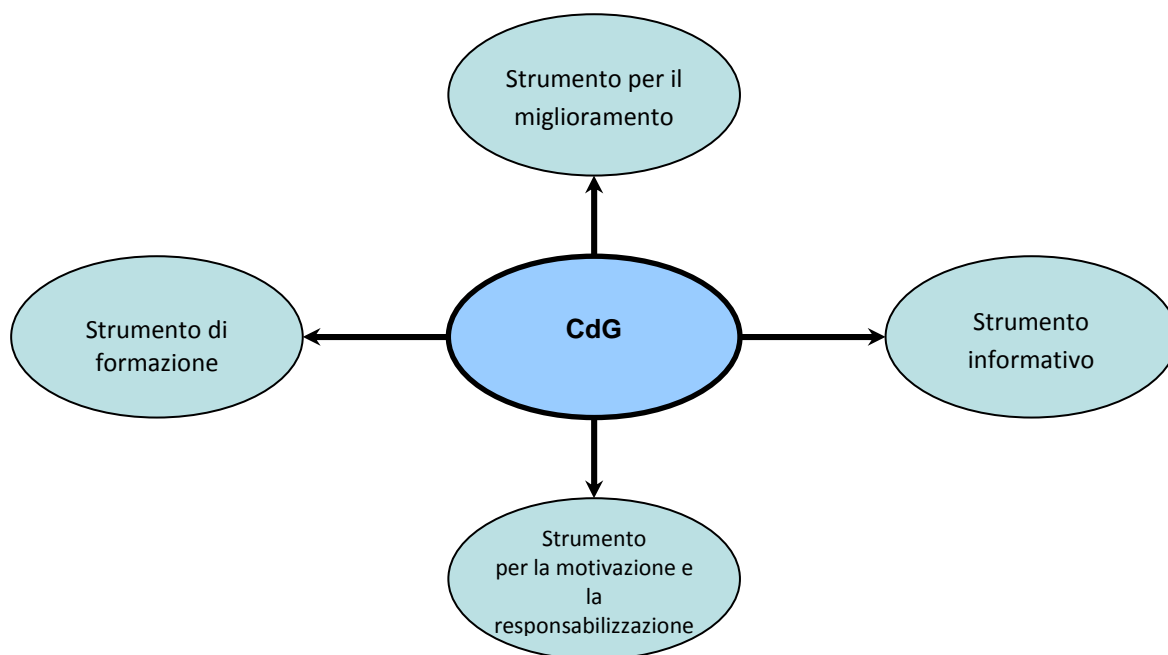 Strumento per il
miglioramento
Strumento di
formazione
CdG
Strumento
informativo
Strumento
per la motivazione e
la
responsabilizzazione